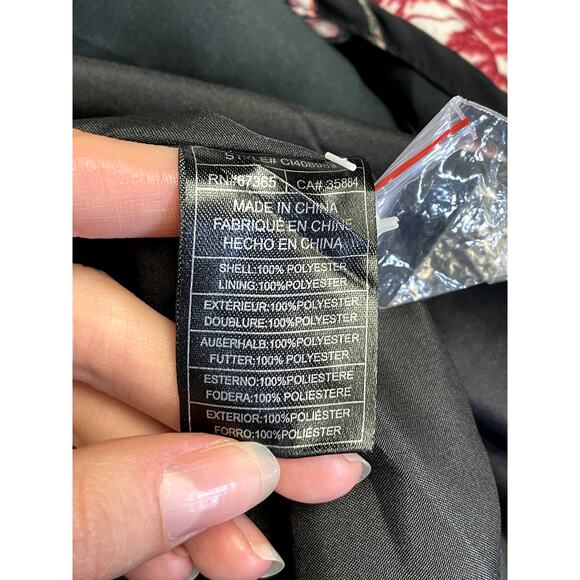 STYLE#
RN#67365 CA# 35884
MADE IN CHINA
FABRIQUÉ EN CHINE
HECHO EN CHINA
SHELL:100% POLYESTER
LINING:100% POLYESTER
EXTÉRIEUR:100%POLYESTER
DOUBLURE:100%POLYESTER
AUßERHALB:100%POLYESTER
FUTTER:100% POLYESTER
ESTERNO:100%POLIESTERE
FODERA:100% POLIESTERE
EXTERIOR:100%POLIÉSTER
FORRO:100%POLIÉSTER